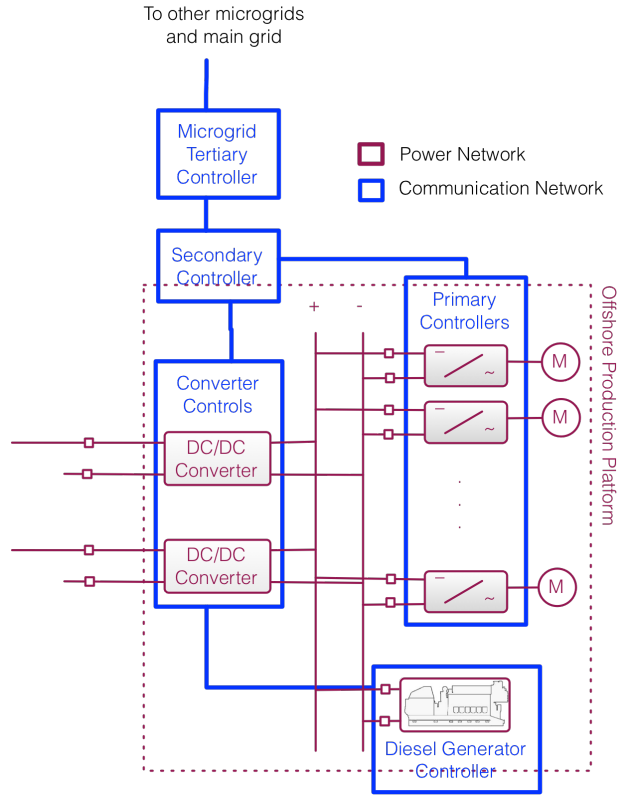 To other microgrids
and main grid
Microgrid
Tertiary
Controller
Power Network
Communication Network
Secondary
Controller
Offshore Production Platform
+ -
Primary
Controllers
Converter
Controls
DC/DC
Converter
DC/DC
Converter
– ~
M
– ~
M
– ~
M
Diesel Generator
Controller